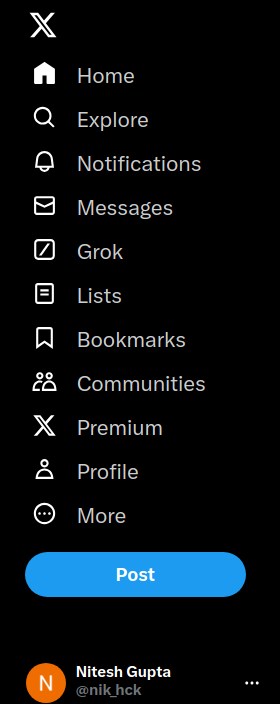 Home
Explore
Notifications
Messages
Grok
Lists
Bookmarks
Communities
Premium
Profile
More
Post
N
Nitesh Gupta
@nik_hck